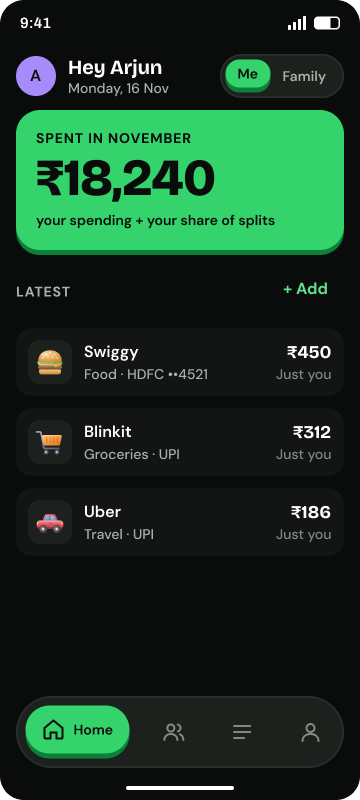 9:41
A
Hey Arjun
Monday, 16 Nov
Me
Family
SPENT IN NOVEMBER
₹18,240
your spending + your share of splits
LATEST
+ Add
Swiggy
₹450
Food · HDFC ••4521
Just you
Blinkit
₹312
Groceries · UPI
Just you
Uber
₹186
Travel · UPI
Just you
Home